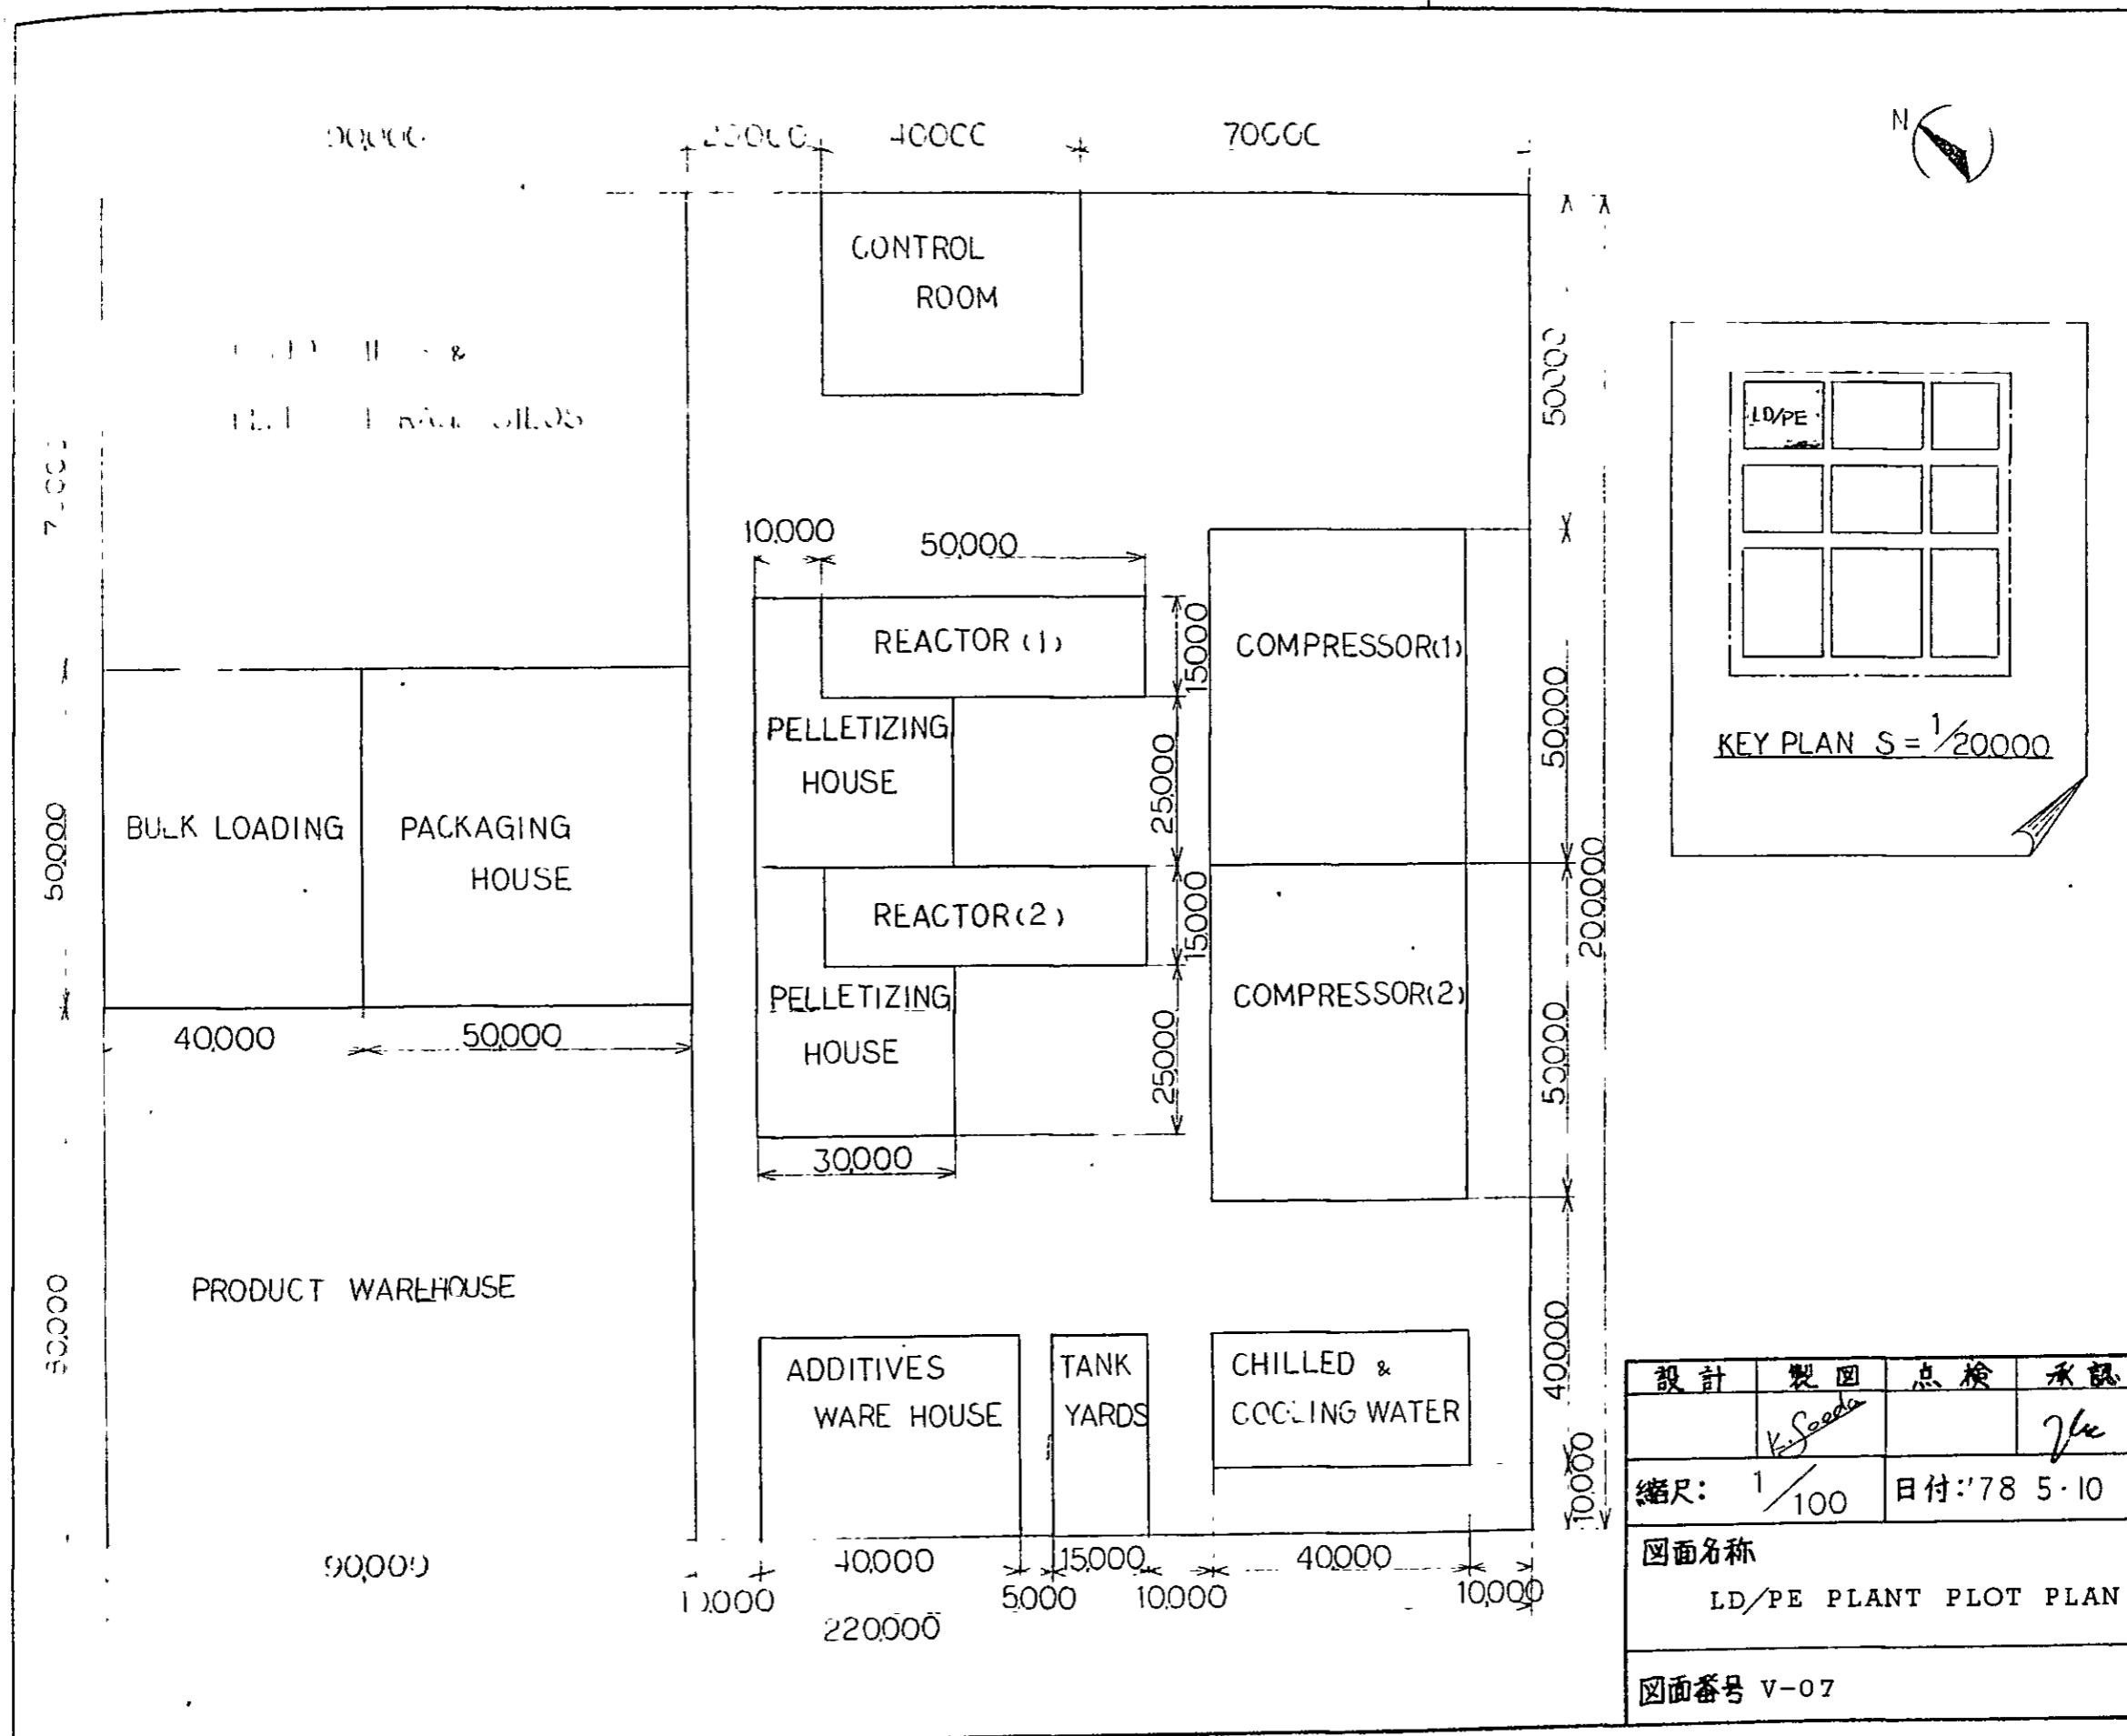 40000
70000
N
CONTROL
ROOM
&
50000
LD/PE
10,000
50,000
REACTOR (1)
15000
COMPRESSOR(1)
PELLETIZING
HOUSE
25,000
50,000
KEY PLAN S = 1/20000
50,000
BULK LOADING
PACKAGING
HOUSE
REACTOR(2)
15,000
200,000
PELLETIZING
HOUSE
COMPRESSOR(2)
40,000
50,000
25,000
50,000
30,000
PRODUCT WAREHOUSE
40,000
ADDITIVES
WARE HOUSE
TANK
YARDS
CHILLED &
COOLING WATER
10,000
90,000
40,000
15,000
40,000
10,000
5,000
10,000
10,000
220,000
設計
製図
点検
承認
K.Soeda
縮尺: 1/100
日付:'78 5·10
図面名称
LD/PE PLANT PLOT PLAN
図面番号 V-07